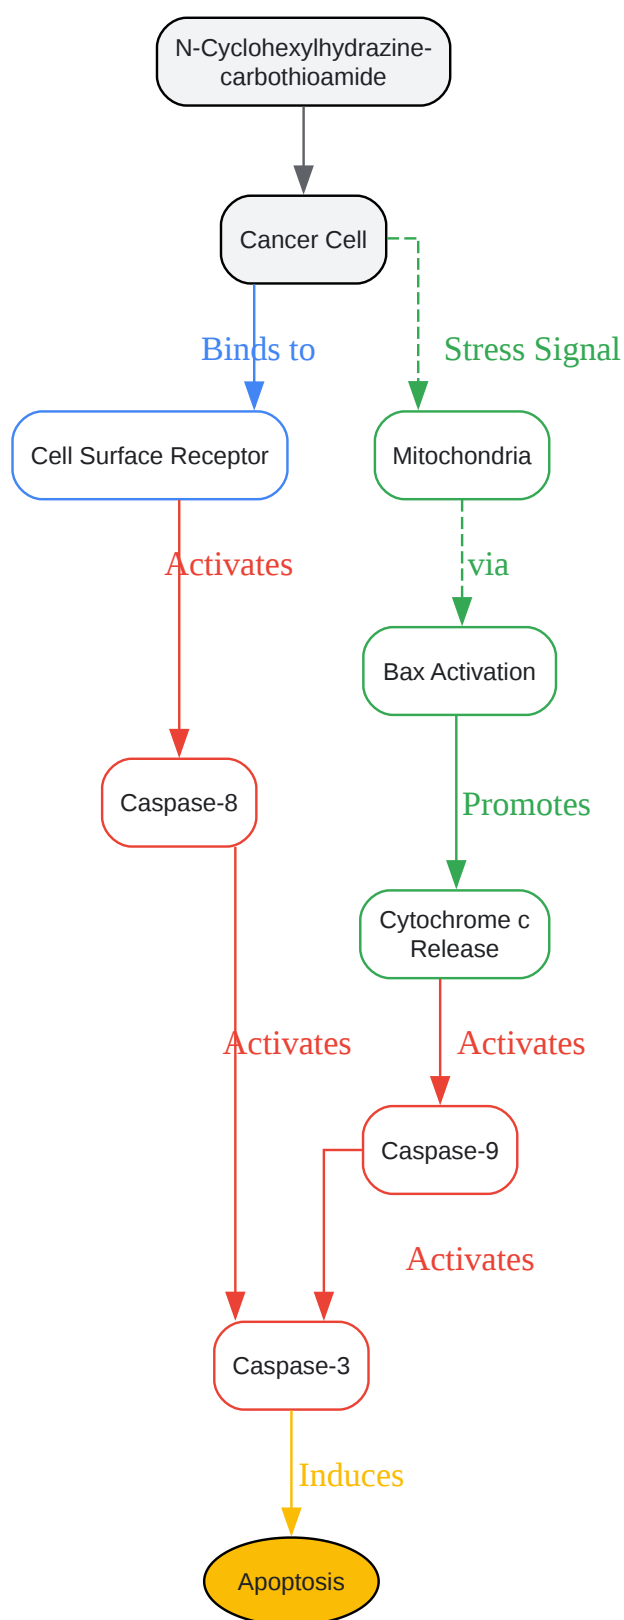 N-Cyclohexylhydrazine-
carbothioamide
Cancer Cell
Binds to
Stress Signal
Cell Surface Receptor
Mitochondria
Activates
via
Bax Activation
Caspase-8
Promotes
Cytochrome c
Release
Activates
Activates
Caspase-9
Activates
Caspase-3
Induces
Apoptosis